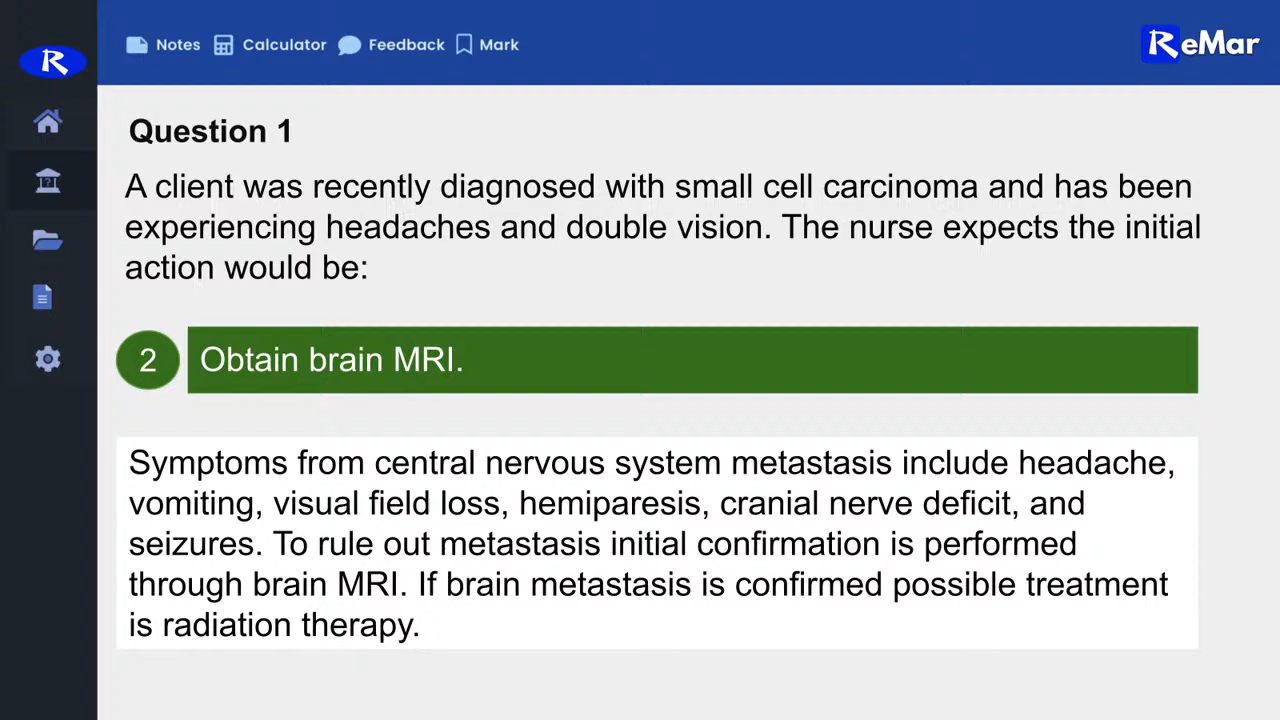 Notes Calculator Feedback Mark
ReMar
R
Question 1
A client was recently diagnosed with small cell carcinoma and has been
experiencing headaches and double vision. The nurse expects the initial
action would be:
2 Obtain brain MRI.
Symptoms from central nervous system metastasis include headache,
vomiting, visual field loss, hemiparesis, cranial nerve deficit, and
seizures. To rule out metastasis initial confirmation is performed
through brain MRI. If brain metastasis is confirmed possible treatment
is radiation therapy.